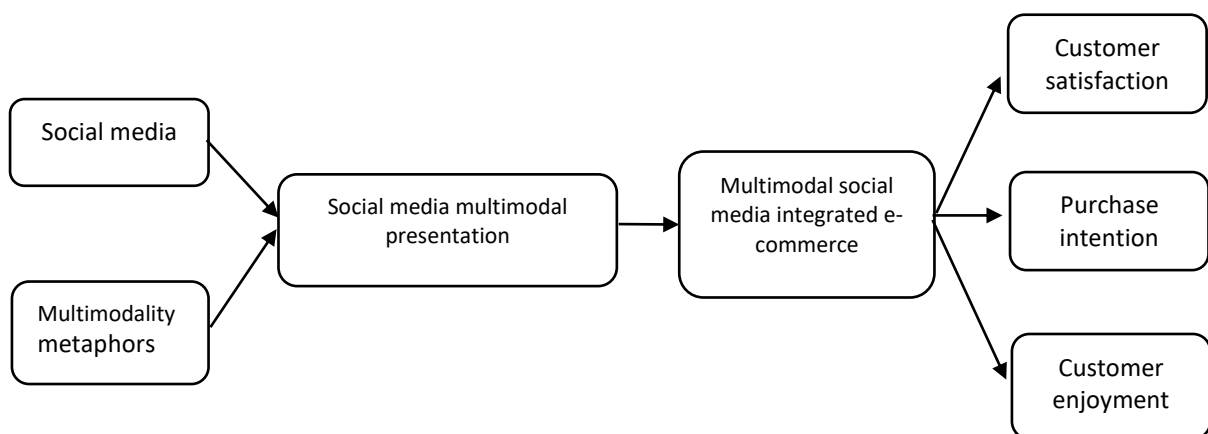 Social media
Multimodality
metaphors
Social media multimodal
presentation
Multimodal social
media integrated e-
commerce
Customer
satisfaction
Purchase
intention
Customer
enjoyment